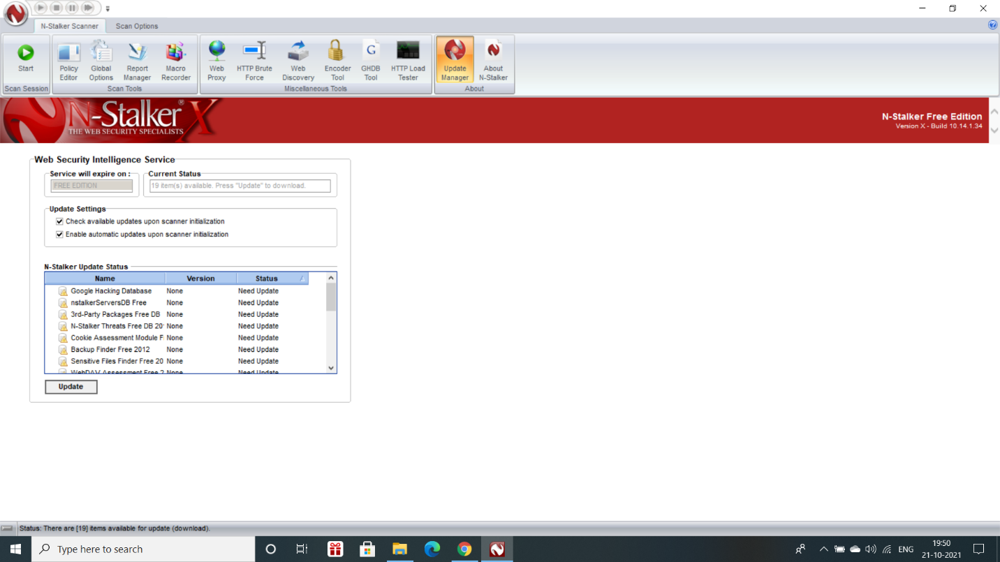 N-Stalker Scanner
Scan Options
Start
Policy Editor
Global Options
Report Manager
Macro Recorder
Web Proxy
HTTP Brute Force
Web Discovery
Encoder Tool
G
GHDB Tool
HTTP Load Tester
Update Manager
About N-Stalker
Scan Session
Scan Tools
Miscellaneous Tools
About
N-Stalker® X
THE WEB SECURITY SPECIALISTS
N-Stalker Free Edition
Version X - Build 10.14.1.34
Web Security Intelligence Service
Service will expire on :
Current Status
FREE EDITION
19 item(s) available. Press "Update" to download.
Update Settings
Check available updates upon scanner initialization
Enable automatic updates upon scanner initialization
N-Stalker Update Status
Name Version Status
Google Hacking Database None Need Update
nstalkerServersDB Free None Need Update
3rd-Party Packages Free DB None Need Update
N-Stalker Threats Free DB 20 None Need Update
Cookie Assessment Module F None Need Update
Backup Finder Free 2012 None Need Update
Sensitive Files Finder Free 20 None Need Update
WebDAV Assessment Free 2 None Need Update
Update
Status: There are [19] items available for update (download).
Type here to search
ENG
19:50
21-10-2021